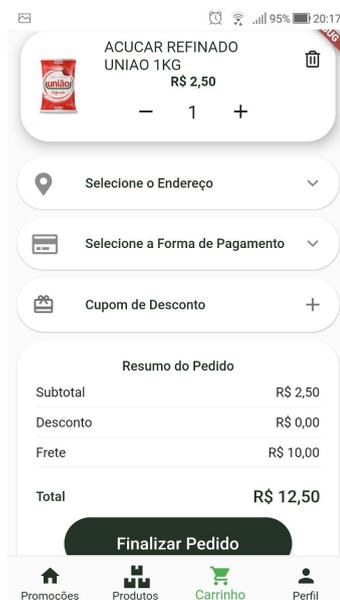 95% 20:17
BUG
ACUCAR REFINADO
UNIAO 1KG
R$ 2,50
união
1
Selecione o Endereço
Selecione a Forma de Pagamento
Cupom de Desconto
Resumo do Pedido
Subtotal R$ 2,50
Desconto R$ 0,00
Frete R$ 10,00
Total R$ 12,50
Finalizar Pedido
Promoções Produtos Carrinho Perfil